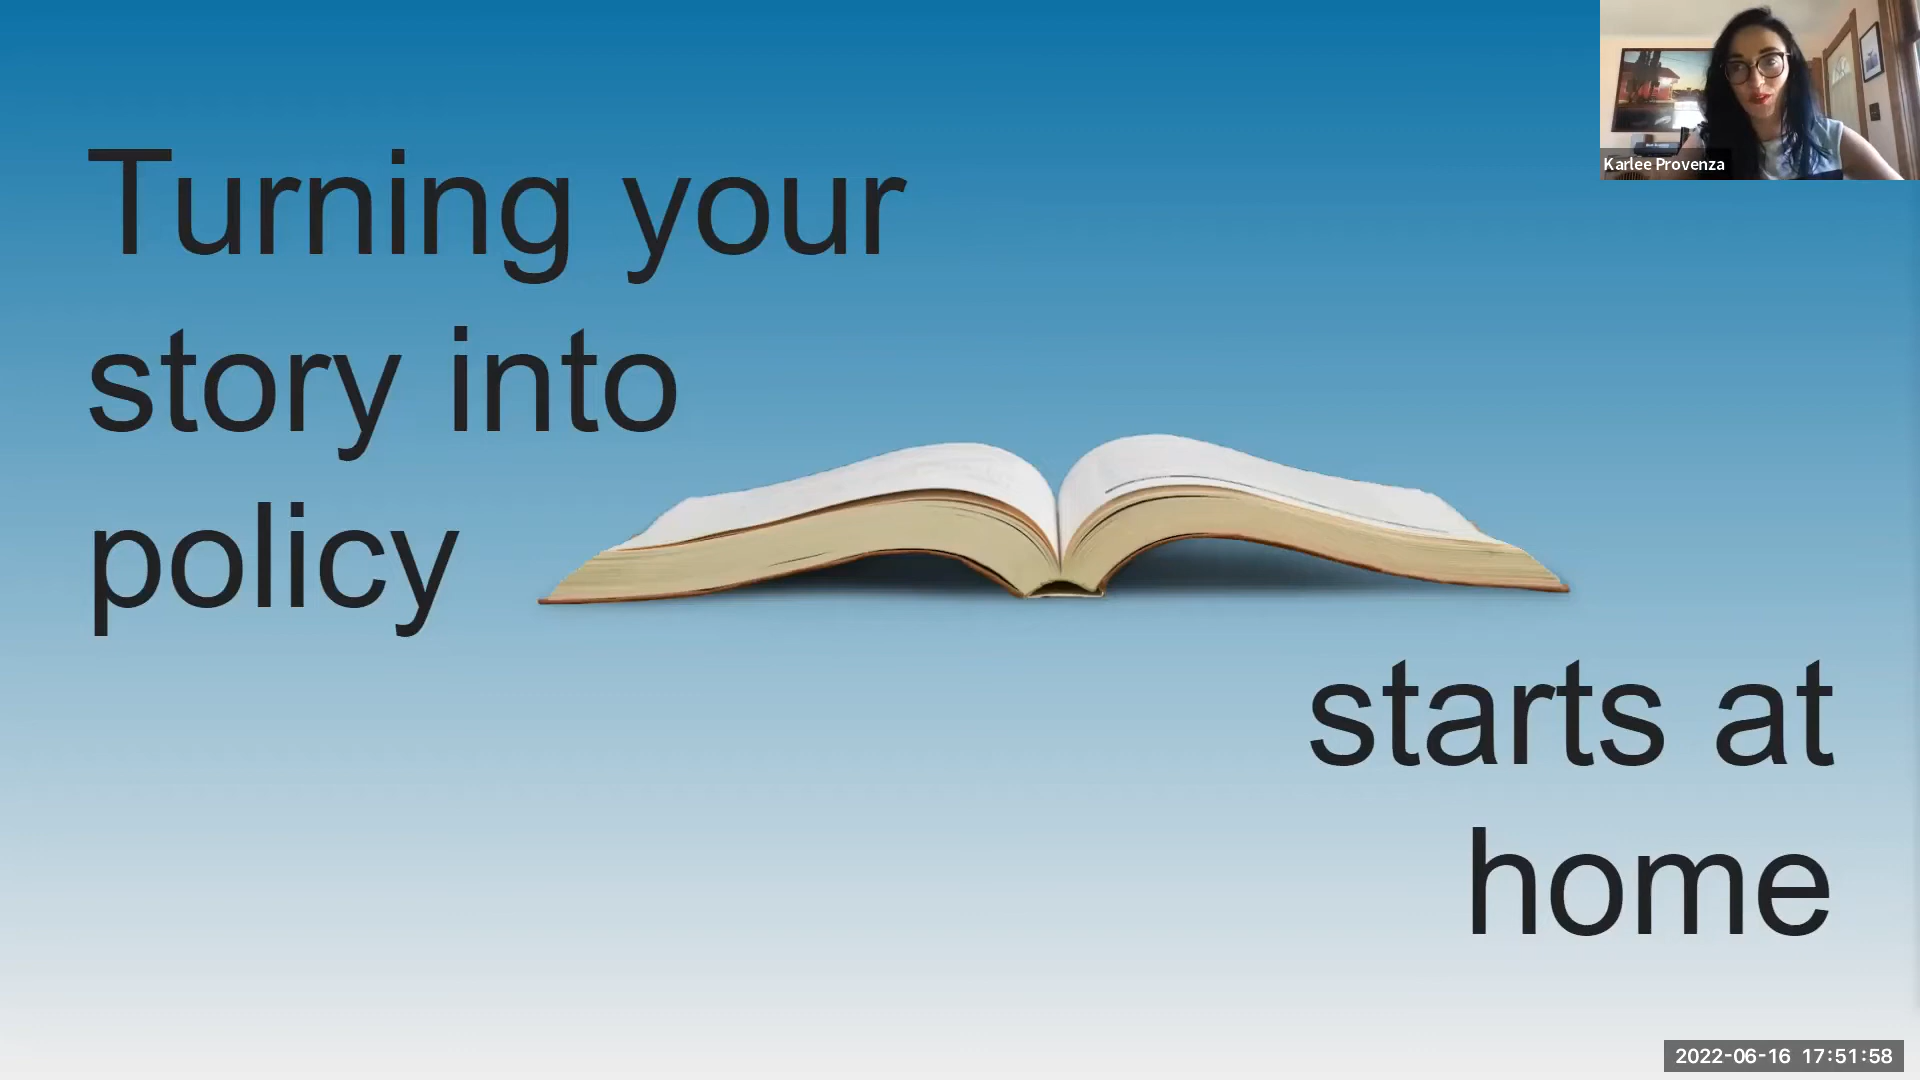 Turning your
story into
policy
starts at
home
Karlee Provenza
2022-06-16 17:51:58